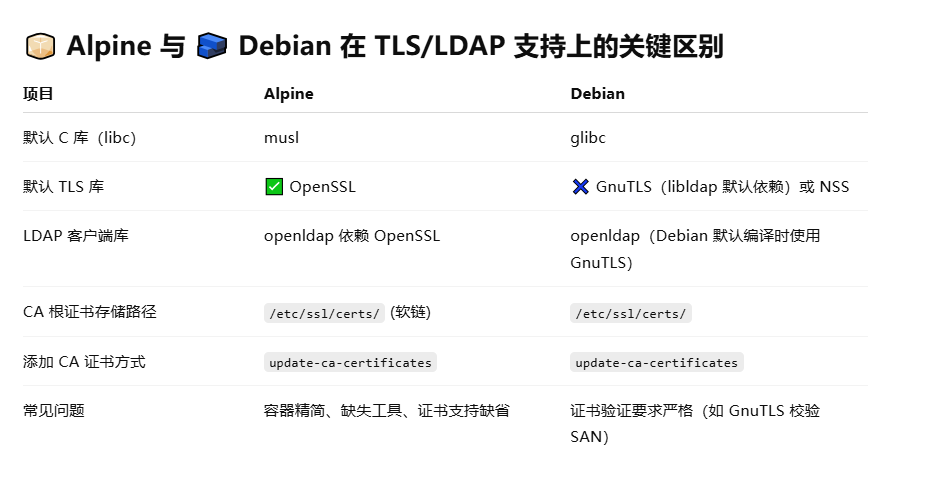 📦 Alpine 与 🟦 Debian 在 TLS/LDAP 支持上的关键区别
项目 Alpine Debian
默认 C 库（libc） musl glibc
默认 TLS 库 ✅ OpenSSL ✖ GnuTLS（libldap 默认依赖）或 NSS
LDAP 客户端库 openldap 依赖 OpenSSL openldap（Debian 默认编译时使用
GnuTLS）
CA 根证书存储路径 /etc/ssl/certs/ (软链) /etc/ssl/certs/
添加 CA 证书方式 update-ca-certificates update-ca-certificates
常见问题 容器精简、缺失工具、证书支持缺省 证书验证要求严格（如 GnuTLS 校验
SAN）